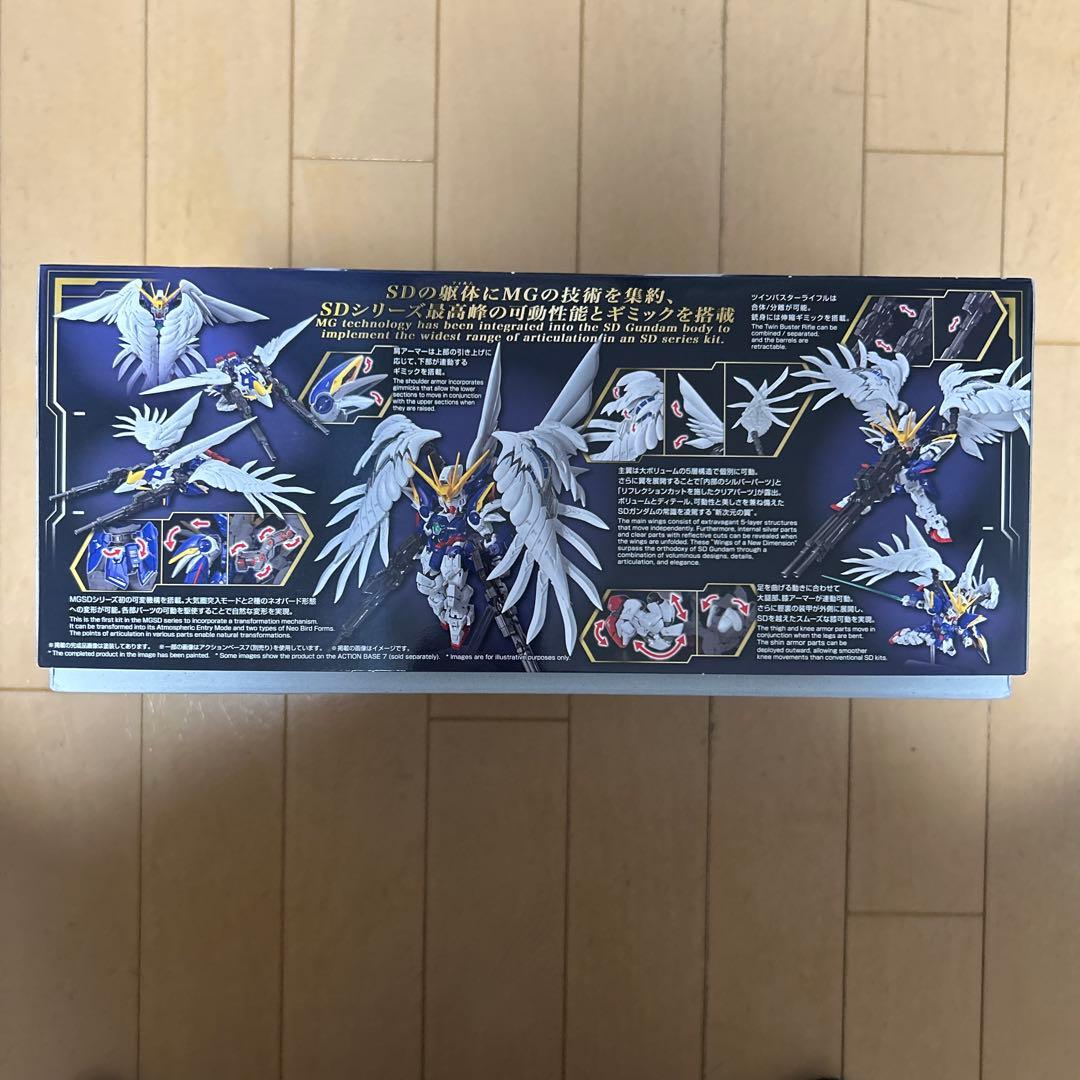 SDの躯体にMGの技術を集約、
SDシリーズ最高峰の可動性能とギミックを搭載
MG technology has been integrated into the SD Gundam body to
implement the widest range of articulation in an SD series kit.
肩アーマーは上部の引き上げに
応じて、下部が連動する
ギミックを搭載。
The shoulder armor incorporates
gimmicks that allow the lower
sections to move in conjunction
with the upper sections when
they are raised.
ツインバスターライフルは
合体/分離が可能。
銃身には伸縮ギミックを搭載。
The Twin Buster Rifle can be
combined / separated,
and the barrels are
retractable.
主翼は大ボリュームの5層構造で個別に可動。
さらに翼を展開することで「内部のシルバーパーツ」と
「リフレクションカットを施したクリアパーツ」が露出。
ボリュームとディテール、可動性と美しさを兼ね備えた
SDガンダムの常識を凌駕する"新次元の翼"。
The main wings consist of extravagant 5-layer structures
that move independently. Furthermore, internal silver parts
and clear parts with reflective cuts can be revealed when
the wings are unfolded. These "Wings of a New Dimension"
surpass the orthodoxy of SD Gundam through a
combination of voluminous designs, details,
articulation, and elegance.
MGSDシリーズ初の可変機構を搭載。大気圏突入モードと2種のネオバード形態
への変形が可能。各部パーツの可動を駆使することで自然な変形を実現。
This is the first kit in the MGSD series to incorporate a transformation mechanism.
It can be transformed into its Atmospheric Entry Mode and two types of Neo Bird Forms.
The points of articulation in various parts enable natural transformations.
足を曲げる動きに合わせて
大腿部、膝アーマーが連動可動。
さらに脛裏の装甲が外側に展開し、
SDを越えたスムーズな膝可動を実現。
The thigh and knee armor parts move in
conjunction when the legs are bent.
The shin armor parts can be
deployed outward, allowing smoother
knee movements than conventional SD kits.
※掲載の完成品画像は塗装してあります。 ※一部の画像はアクションベース7(別売り)を使用しています。 ※掲載の画像はイメージです。
* The completed product in the image has been painted. * Some images show the product on the ACTION BASE 7 (sold separately). * Images are for illustrative purposes only.